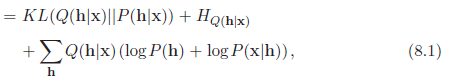 = KL(Q(h|x)||P(h|x)) + H_{Q(h|x)}
+ ∑_h Q(h|x)(log P(h) + log P(x|h)), (8.1)